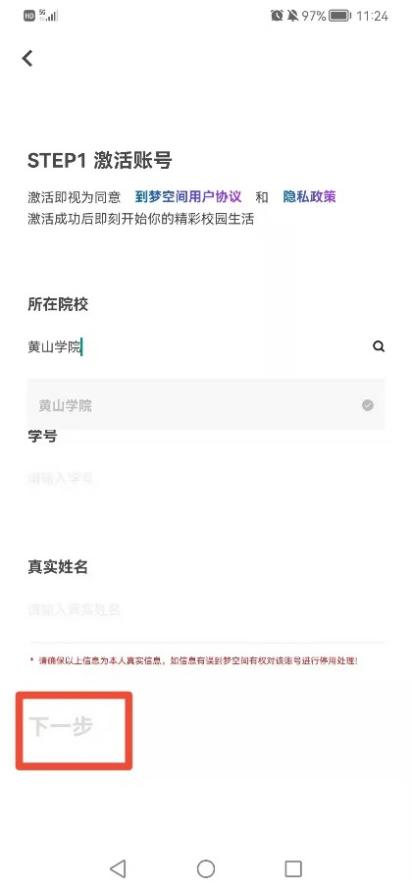 HD 5G 97% 11:24
STEP1 激活账号
激活即视为同意 到梦空间用户协议 和 隐私政策
激活成功后即刻开始你的精彩校园生活
所在院校
黄山学院
黄山学院
学号
请输入学号
真实姓名
请输入真实姓名
* 请确保以上信息为本人真实信息，如信息有误到梦空间有权对该账号进行停用处理!
下一步